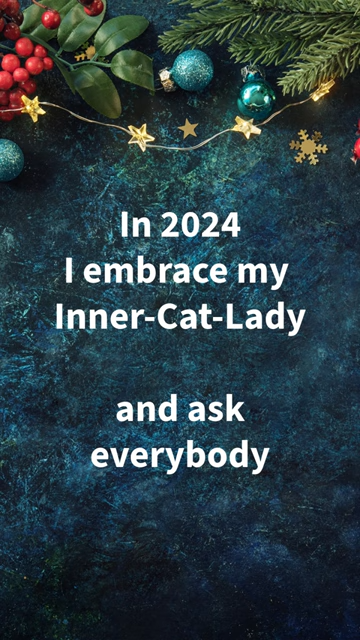 In 2024
I embrace my
Inner-Cat-Lady
and ask
everybody